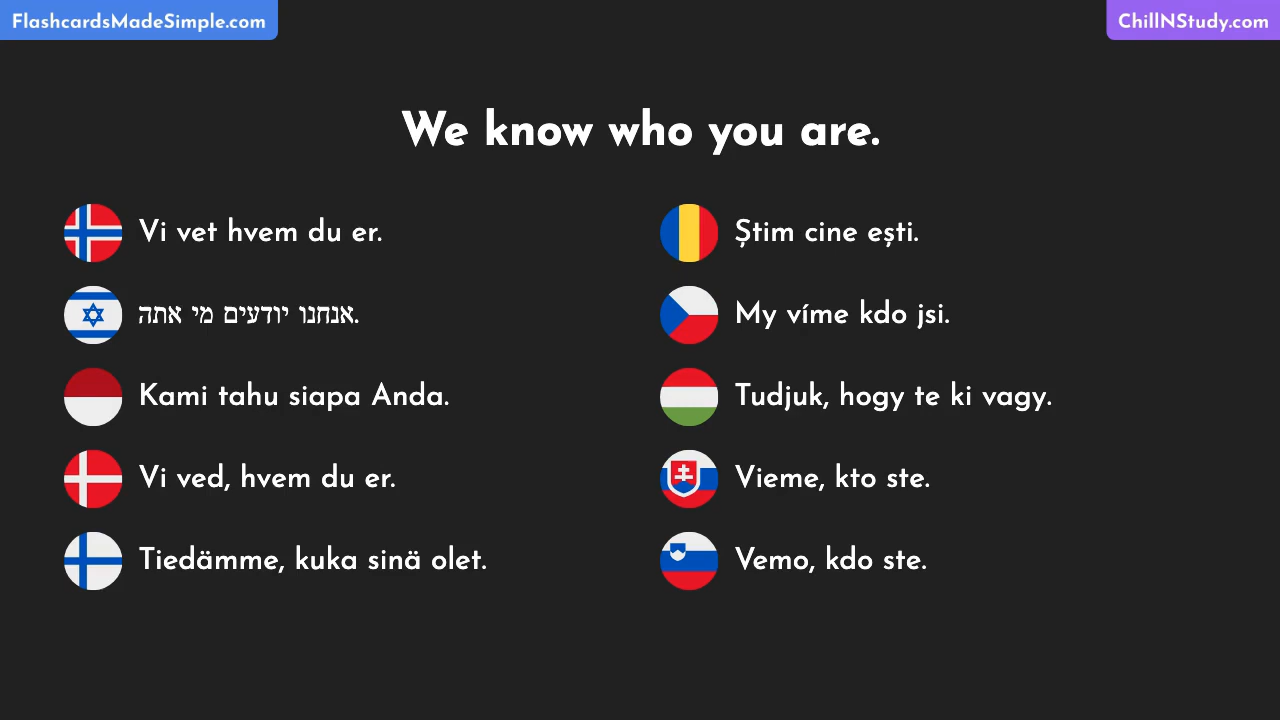 FlashcardsMadeSimple.com
ChillNStudy.com
We know who you are.
Vi vet hvem du er.
אנחנו יודעים מי אתה.
Kami tahu siapa Anda.
Vi ved, hvem du er.
Tiedämme, kuka sinä olet.
Știm cine ești.
My víme kdo jsi.
Tudjuk, hogy te ki vagy.
Vieme, kto ste.
Vemo, kdo ste.